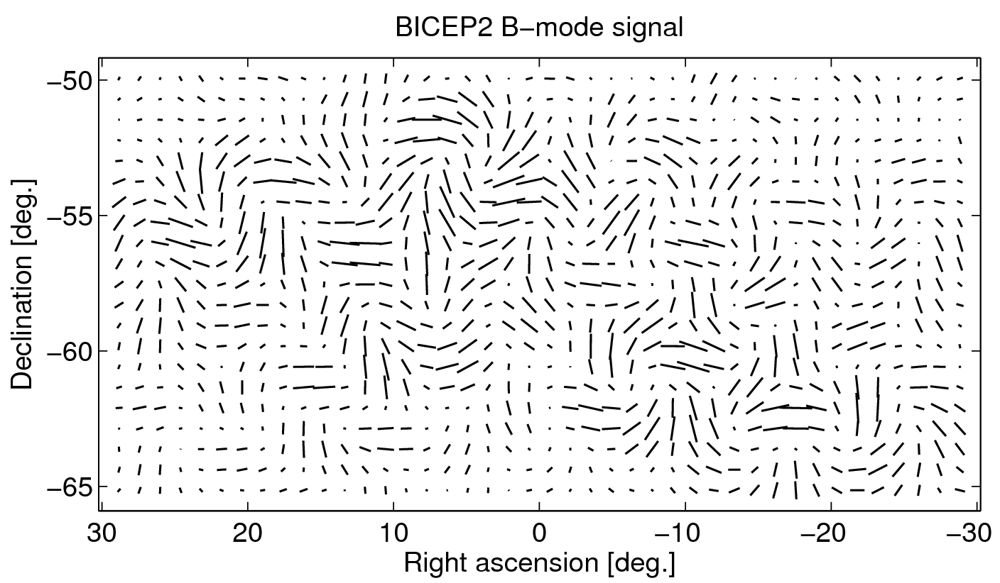 BICEP2 B−mode signal
−50
−55
−60
−65
Declination [deg.]
30 20 10 0 −10 −20 −30
Right ascension [deg.]